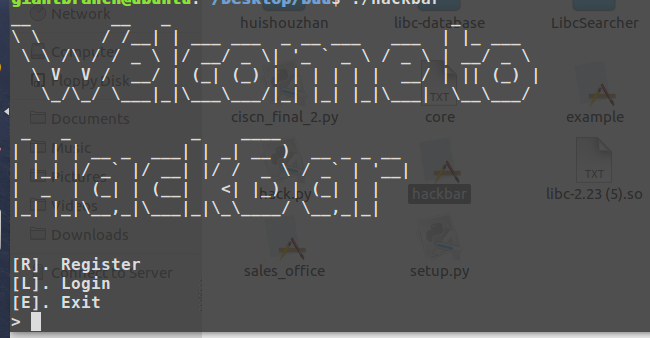 giantbranch@ubuntu:~/Desktop/buu$ ./hackbar
Network
huishouzhan
libc-database
LibcSearcher
Welcome to
Computer
Floppy Disk
ciscn_final_2.py
core
example
Documents
Music
HackBar
Pictures
hack.py
hackbar
libc-2.23 (5).so
Videos
Downloads
sales_office
setup.py
[R]. Register
Connect to Server
[L]. Login
[E]. Exit
>
TXT
TXT